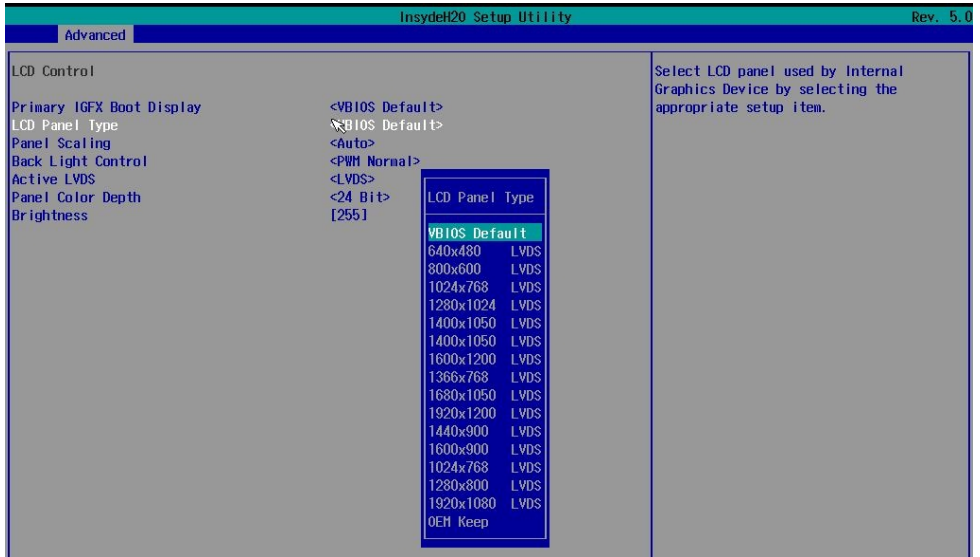 InsydeH20 Setup Utility Rev. 5.0
Advanced
LCD Control
Primary IGFX Boot Display <VBIOS Default>
LCD Panel Type <VBIOS Default>
Panel Scaling <Auto>
Back Light Control <PWM Normal>
Active LVDS <LVDS>
Panel Color Depth <24 Bit>
Brightness [255]
LCD Panel Type
VBIOS Default
640x480 LVDS
800x600 LVDS
1024x768 LVDS
1280x1024 LVDS
1400x1050 LVDS
1400x1050 LVDS
1600x1200 LVDS
1366x768 LVDS
1680x1050 LVDS
1920x1200 LVDS
1440x900 LVDS
1600x900 LVDS
1024x768 LVDS
1280x800 LVDS
1920x1080 LVDS
OEM Keep
Select LCD panel used by Internal
Graphics Device by selecting the
appropriate setup item.